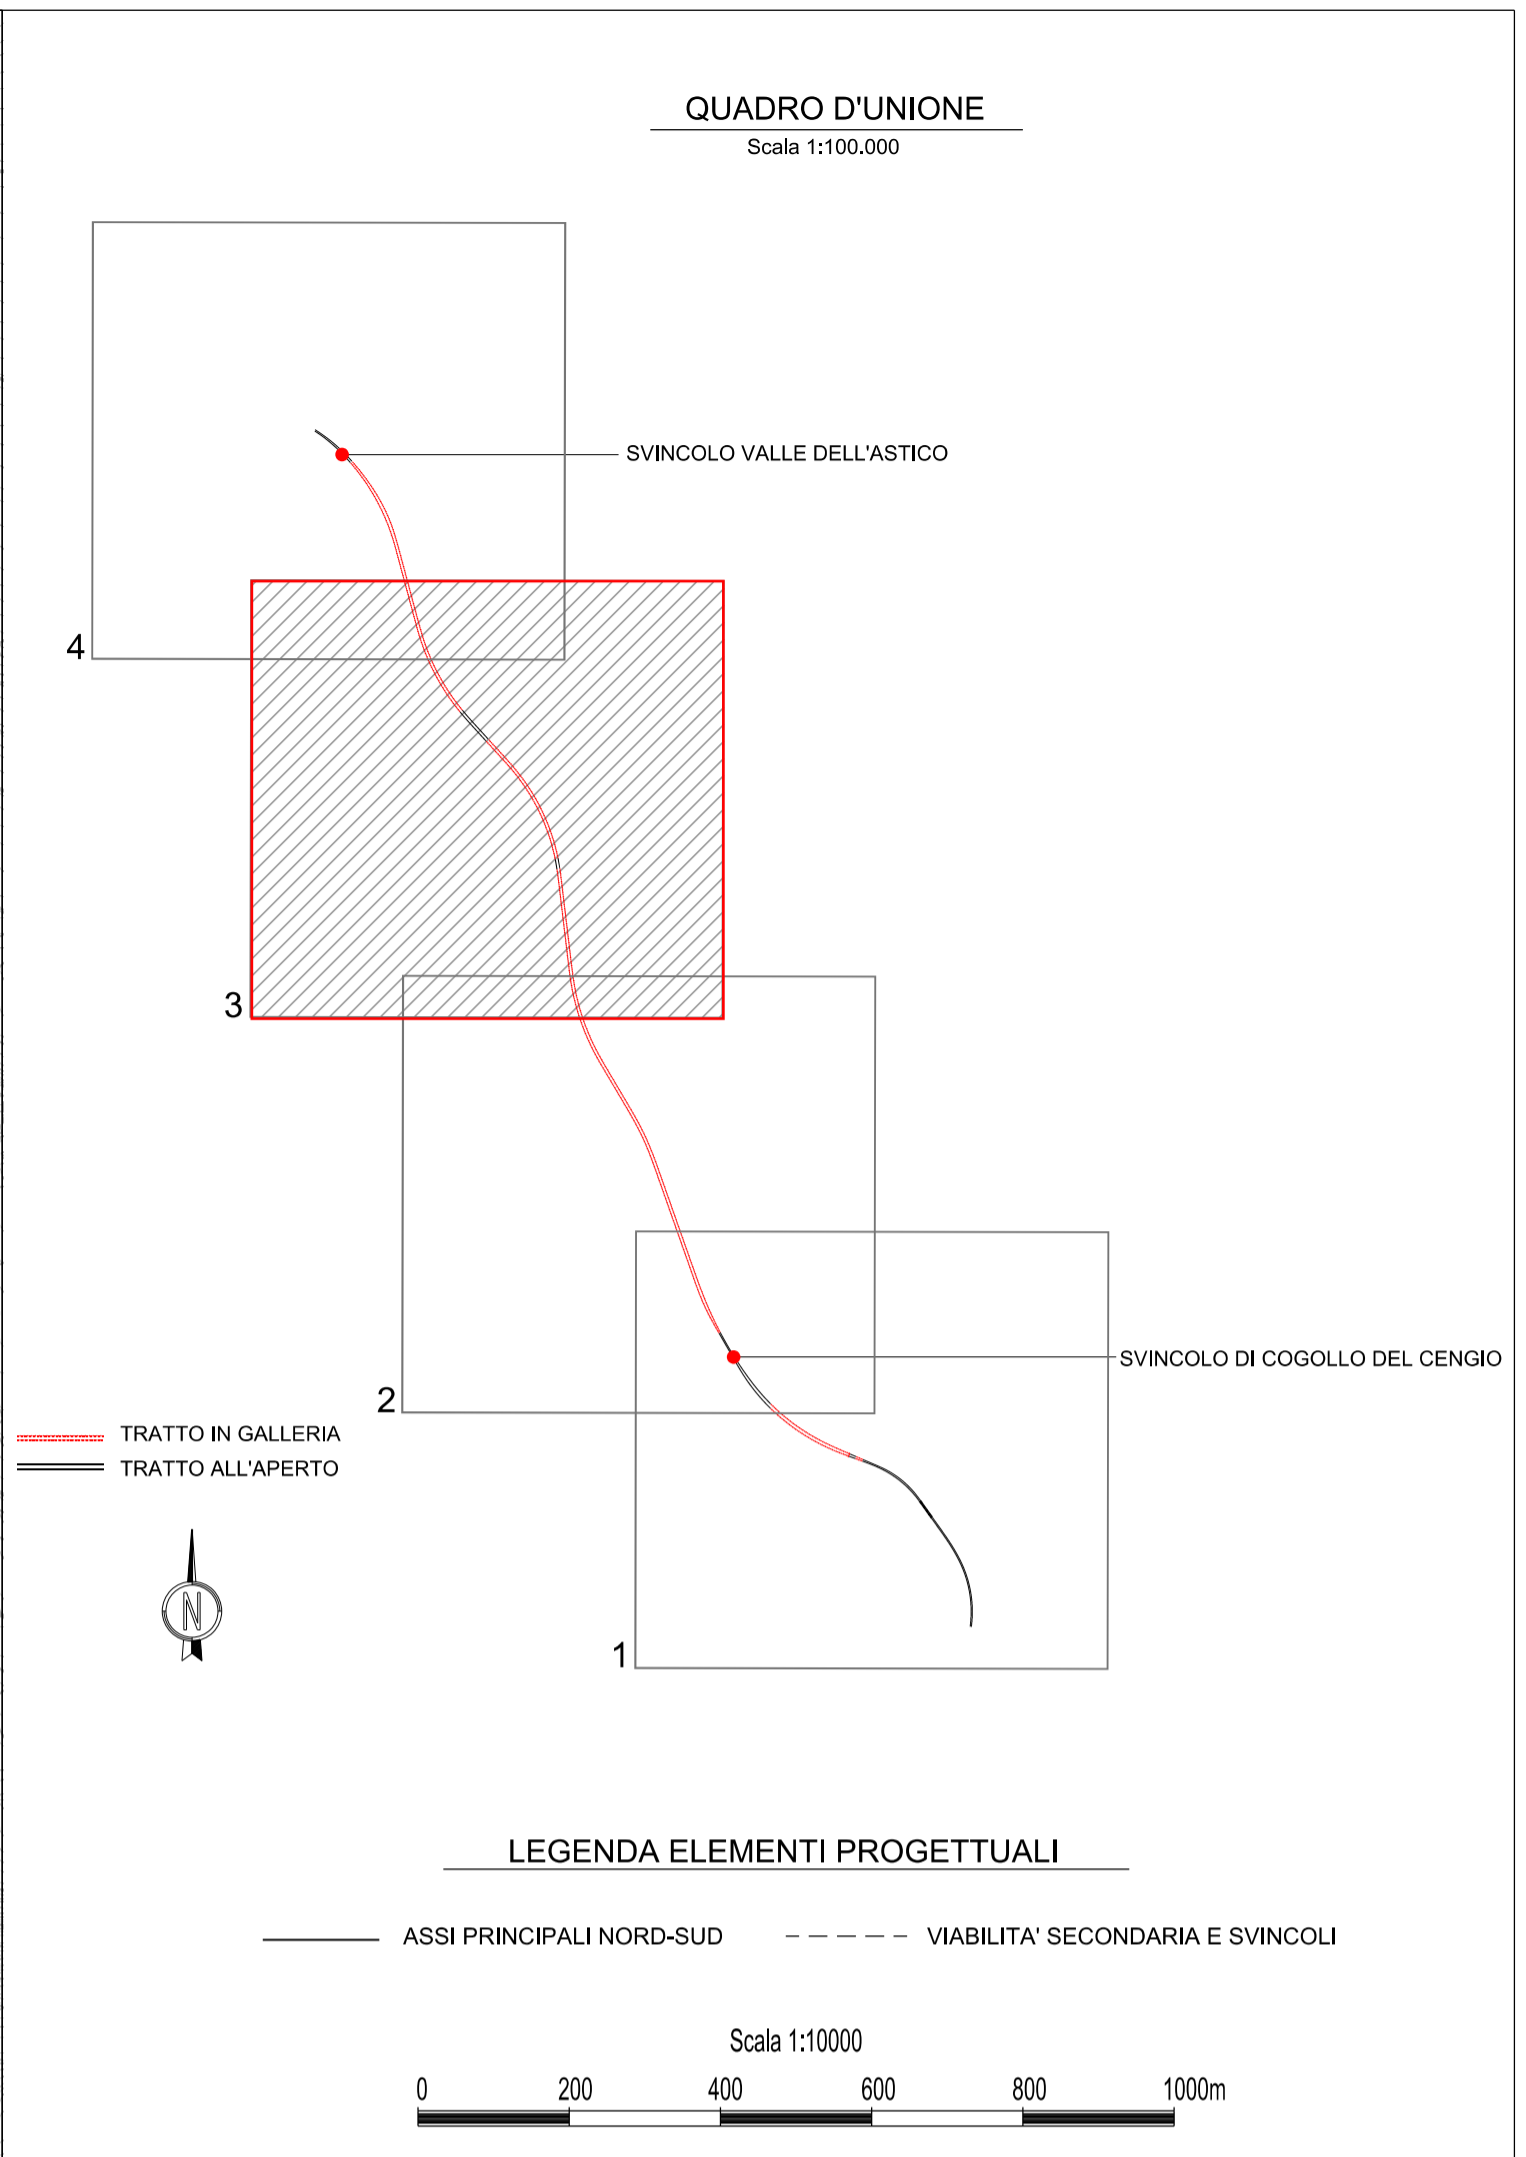 QUADRO D'UNIONE
Scala 1:100.000
SVINCOLO VALLE DELL'ASTICO
4
3
SVINCOLO DI COGOLLO DEL CENGIO
2
TRATTO IN GALLERIA
TRATTO ALL'APERTO
N
1
LEGENDA ELEMENTI PROGETTUALI
ASSI PRINCIPALI NORD-SUD VIABILITA' SECONDARIA E SVINCOLI
Scala 1:10000
0 200 400 600 800 1000m